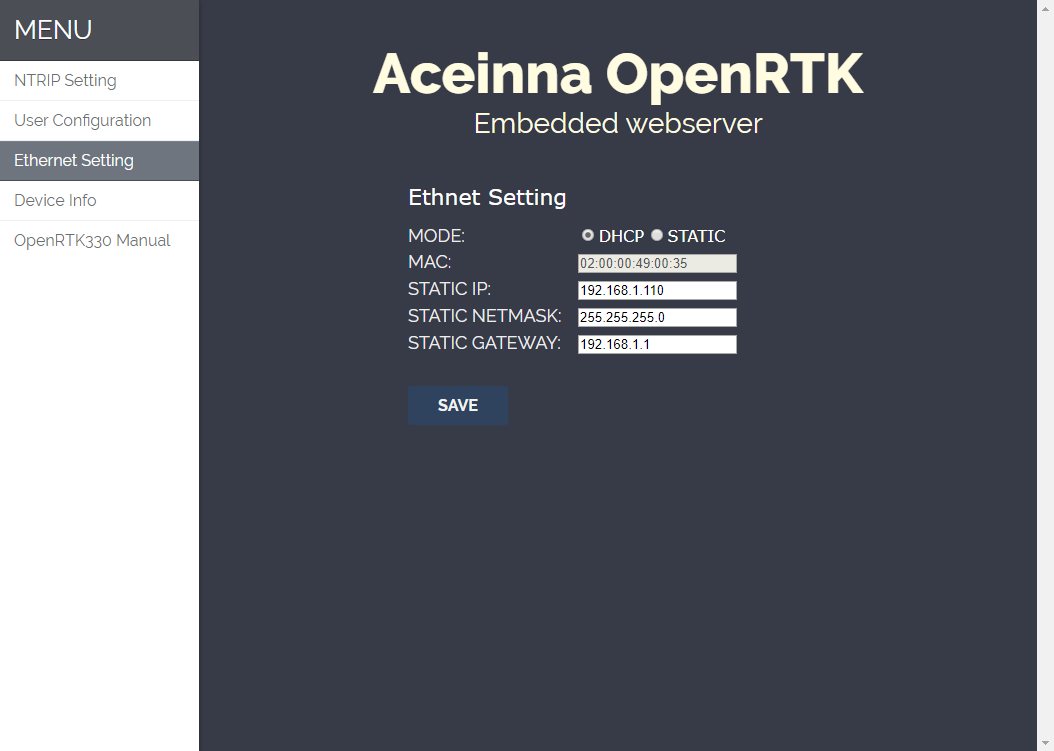 MENU
NTRIP Setting
User Configuration
Ethernet Setting
Device Info
OpenRTK330 Manual
Aceinna OpenRTK
Embedded webserver
Ethnet Setting
MODE: DHCP STATIC
MAC: 02:00:00:49:00:35
STATIC IP: 192.168.1.110
STATIC NETMASK: 255.255.255.0
STATIC GATEWAY: 192.168.1.1
SAVE